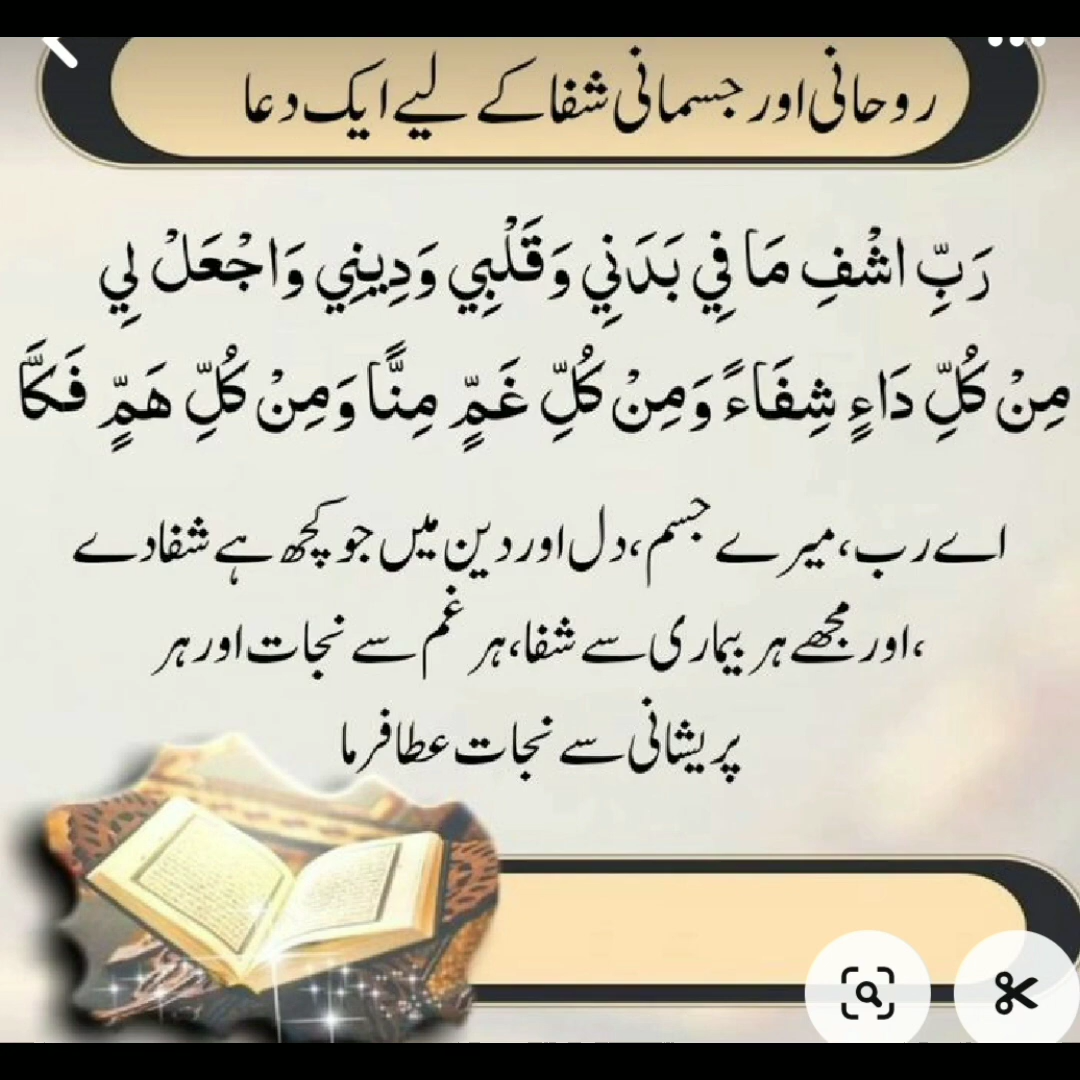 روحانی اور جسمانی شفا کے لیے ایک دعا
رَبِّ اشْفِ مَا فِي بَدَنِي وَقَلْبِي وَدِينِي وَاجْعَلْ لِي
مِنْ كُلِّ دَاءٍ شِفَاءً وَمِنْ كُلِّ غَمٍّ مِنَّا وَمِنْ كُلِّ هَمٍّ فَكَّا
اے رب، میرے جسم، دل اور دین میں جو کچھ ہے شفا دے
،اور مجھے ہر بیماری سے شفا، ہر غم سے نجات اور ہر
پریشانی سے نجات عطا فرما